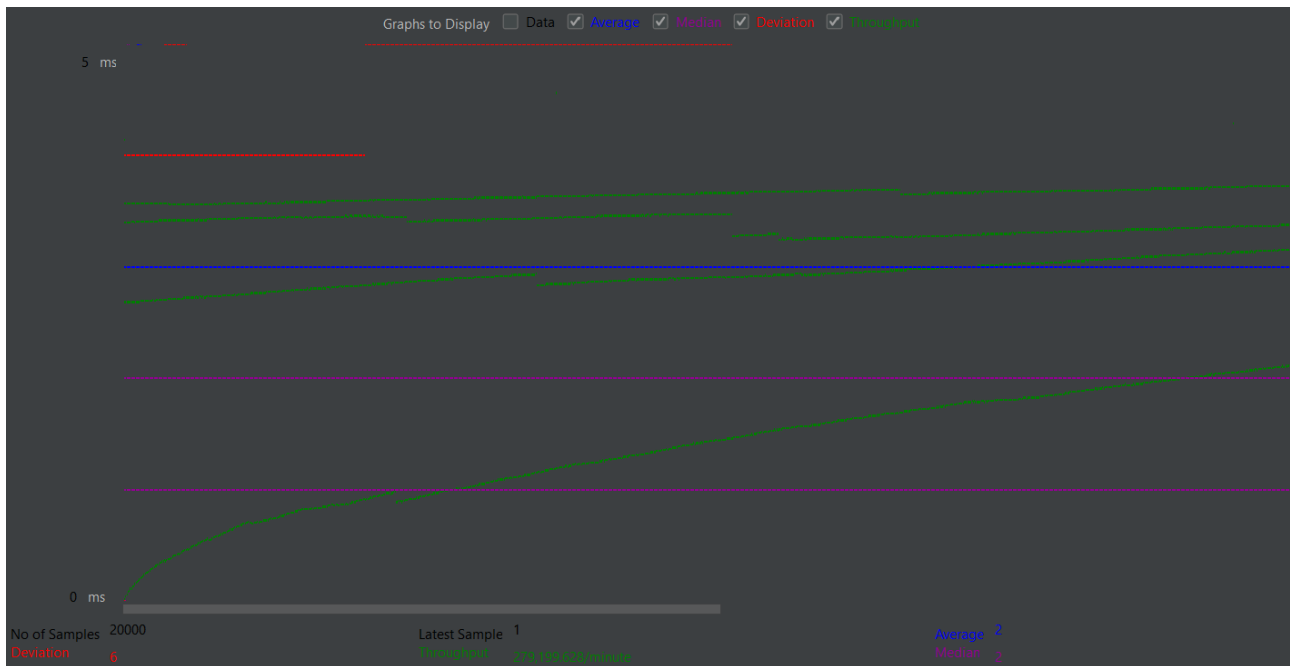 Graphs to Display Data Average Median Deviation Throughput
5 ms
0 ms
No of Samples 20000 Latest Sample 1 Average 2
Deviation 6 Throughput 279,199.628/minute Median